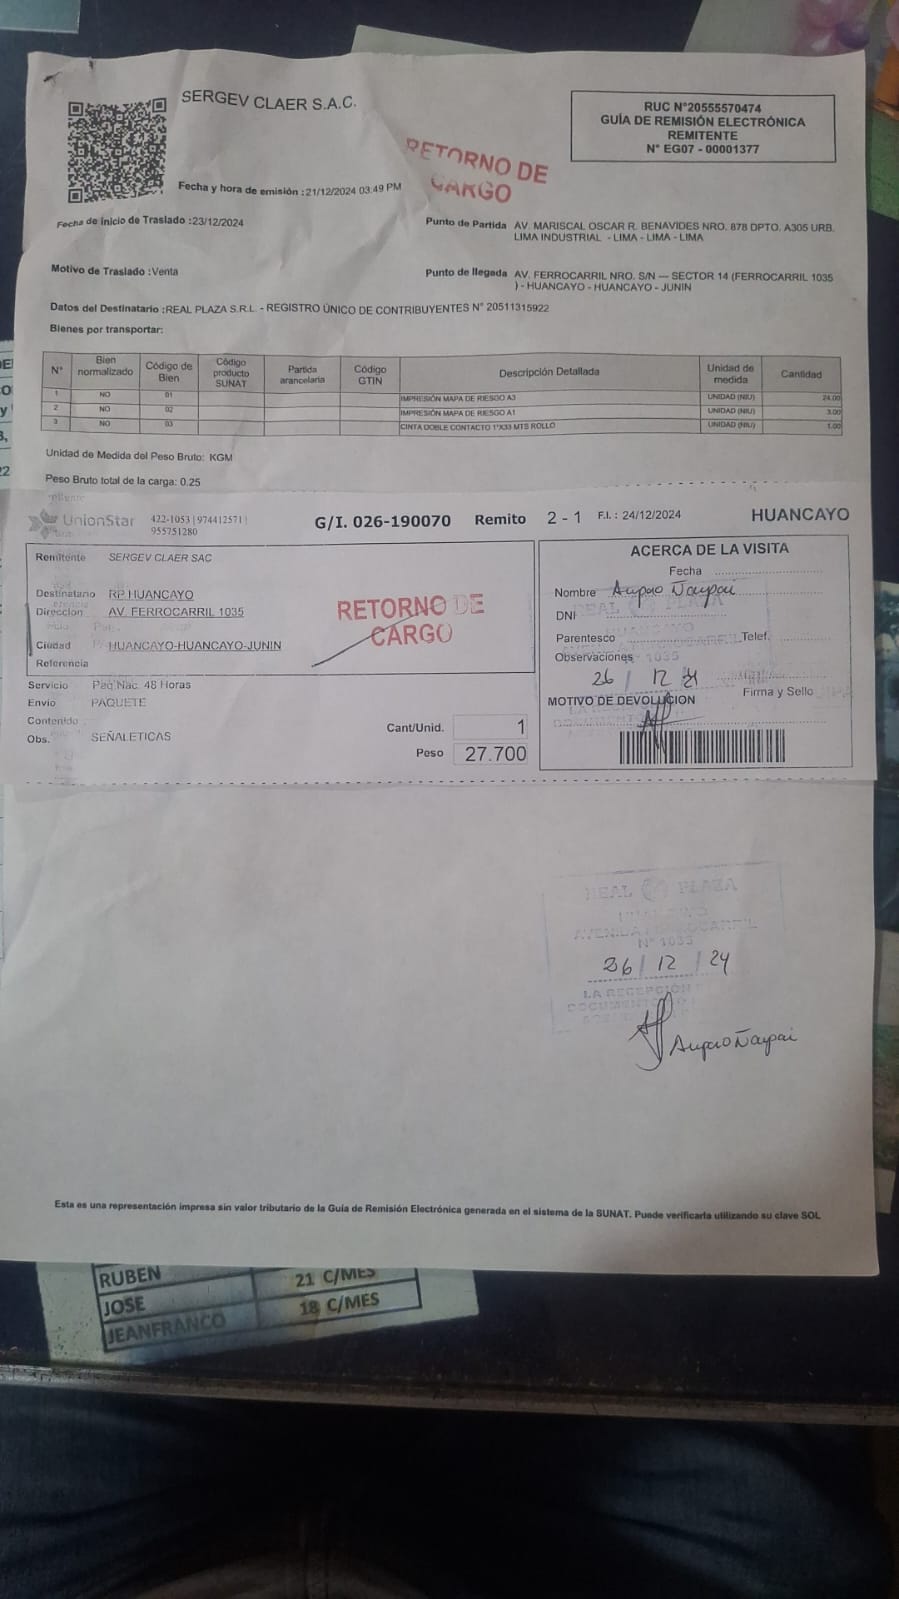 SERGEV CLAER S.A.C.
RUC N°20555570474
GUÍA DE REMISIÓN ELECTRÓNICA
REMITENTE
N° EG07 - 00001377
RETORNO DE
CARGO
Fecha y hora de emisión :21/12/2024 03:49 PM
Fecha de inicio de Traslado :23/12/2024
Punto de Partida AV. MARISCAL OSCAR R. BENAVIDES NRO. 878 DPTO. A305 URB.
LIMA INDUSTRIAL - LIMA - LIMA - LIMA
Motivo de Traslado :Venta
Punto de llegada AV. FERROCARRIL NRO. S/N — SECTOR 14 (FERROCARRIL 1035
) - HUANCAYO - HUANCAYO - JUNIN
Datos del Destinatario :REAL PLAZA S.R.L. - REGISTRO ÚNICO DE CONTRIBUYENTES N° 20511315922
Bienes por transportar:
N° Bien normalizado Código de Bien Código producto SUNAT Partida arancelaria Código GTIN Descripción Detallada Unidad de medida Cantidad
1 NO 01 IMPRESIÓN MAPA DE RIESGO A3 UNIDAD (NIU) 24.00
2 NO 02 IMPRESIÓN MAPA DE RIESGO A1 UNIDAD (NIU) 3.00
3 NO 03 CINTA DOBLE CONTACTO 1"X33 MTS ROLLO UNIDAD (NIU) 1.00
Unidad de Medida del Peso Bruto: KGM
Peso Bruto total de la carga: 0.25
UnionStar 422-1053 | 974412571 |
955751280
G/I. 026-190070 Remito 2 - 1 F.I. : 24/12/2024 HUANCAYO
Remitente SERGEV CLAER SAC
Destinatario RP HUANCAYO
Dirección AV. FERROCARRIL 1035
Ciudad HUANCAYO-HUANCAYO-JUNIN
Referencia
RETORNO DE
CARGO
Servicio Paq Nac. 48 Horas
Envio PAQUETE
Contenido
Obs. SEÑALETICAS
Cant/Unid. 1
Peso 27.700
ACERCA DE LA VISITA
Fecha
Nombre
DNI
Parentesco Telef.
Observaciones 1035
26 / 12
Firma y Sello
MOTIVO DE DEVOLUCION
REAL PLAZA
N° 1035
26 / 12 / 24
LA RECEPCIÓN
Esta es una representación impresa sin valor tributario de la Guía de Remisión Electrónica generada en el sistema de la SUNAT. Puede verificarla utilizando su clave SOL
RUBEN 21 C/MES
JOSE 18 C/MES
JEANFRANCO